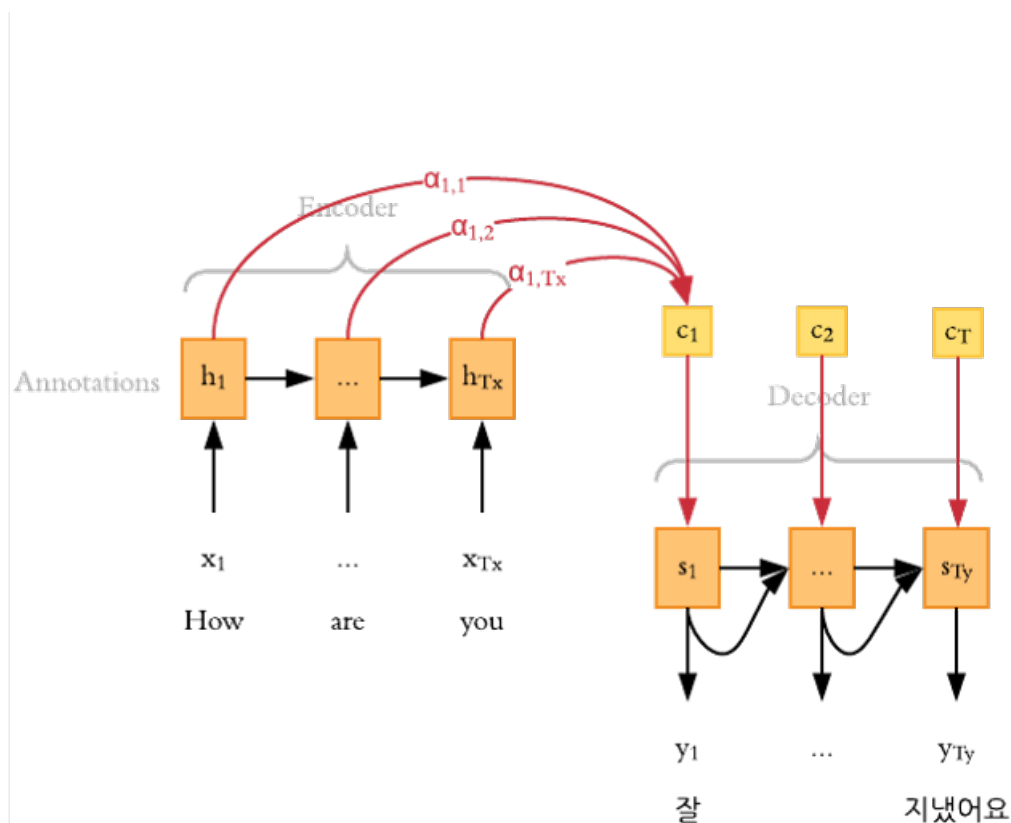 α1,1
Encoder
α1,2
α1,Tx
c1 c2 cT
h1 ... hTx
Annotations
Decoder
x1 ... xTx
s1 ... sTy
How are you
y1 ... yTy
잘 지냈어요